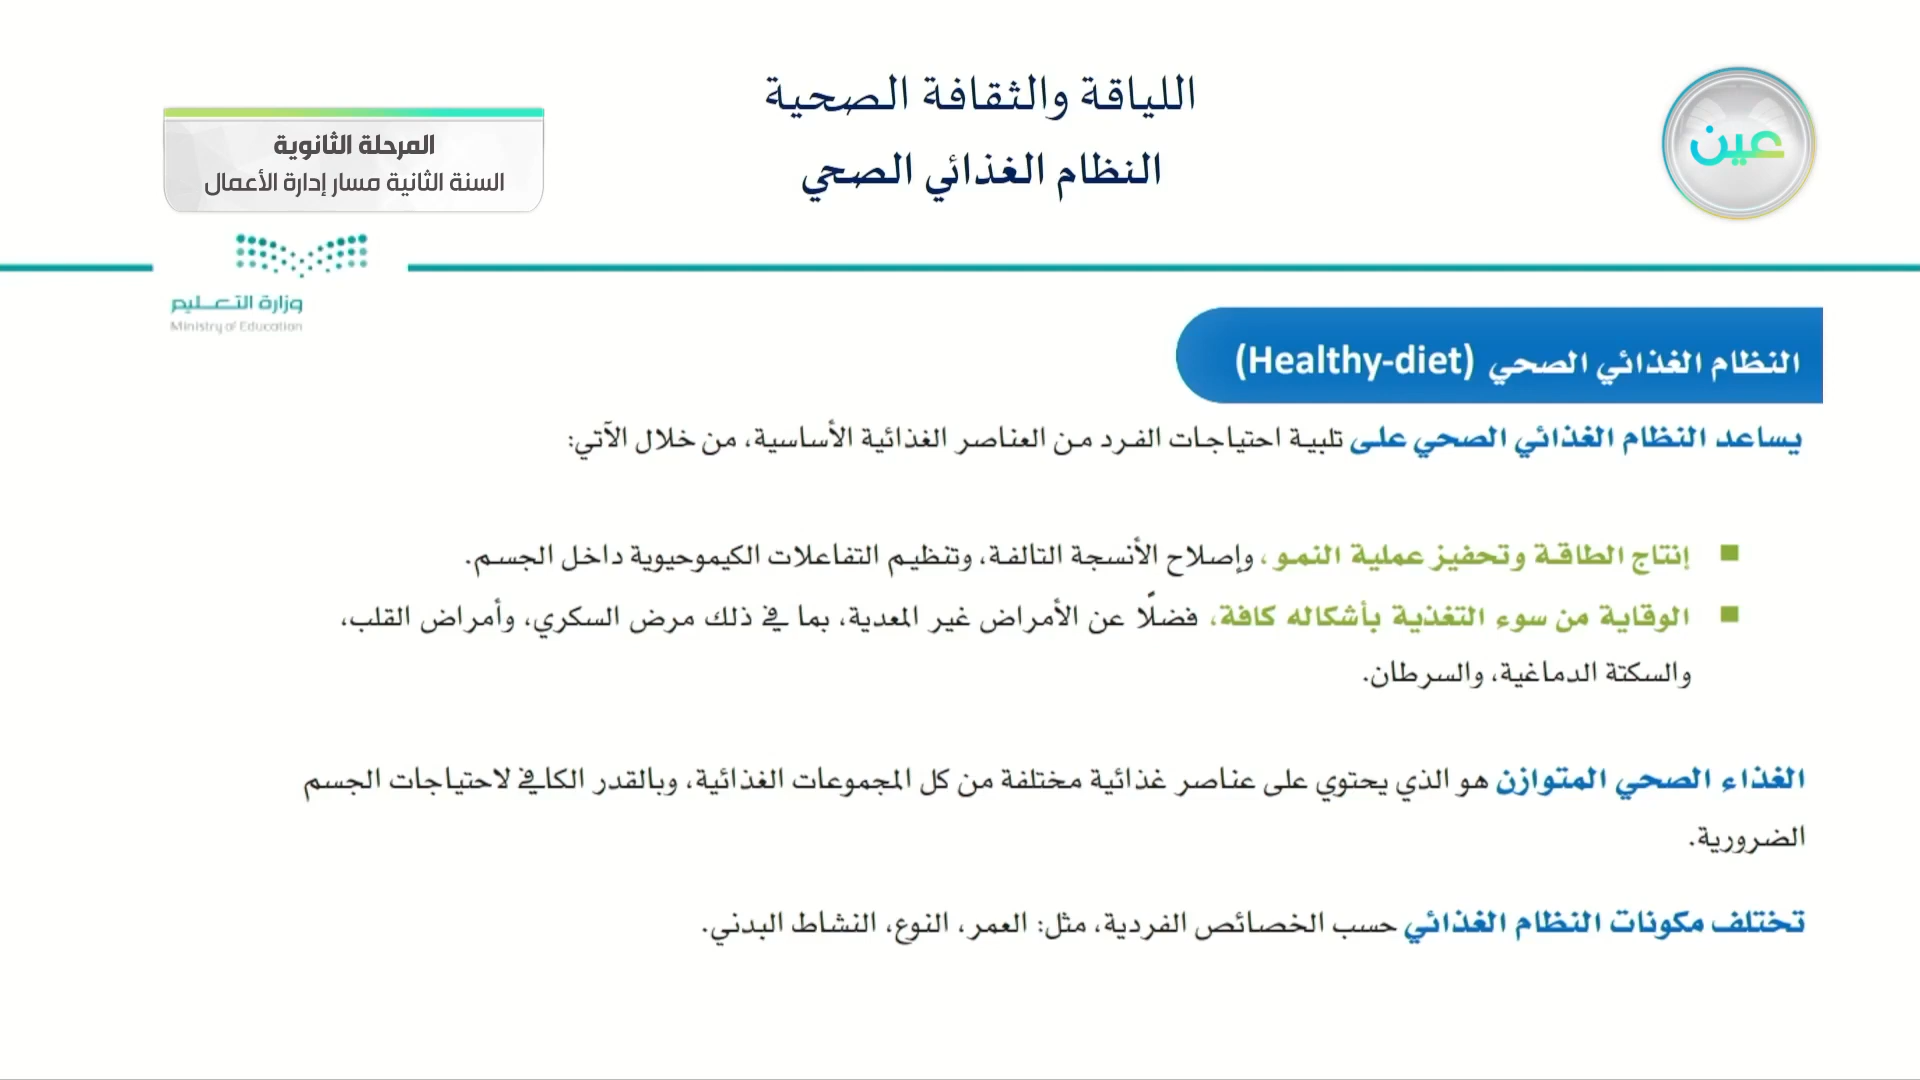 اللياقة والثقافة الصحية
النظام الغذائي الصحي
عين
المرحلة الثانوية
السنة الثانية مسار إدارة الأعمال
وزارة التعليم
Ministry of Education
النظام الغذائي الصحي (Healthy-diet)
يساعد النظام الغذائي الصحي على تلبية احتياجات الفرد من العناصر الغذائية الأساسية، من خلال الآتي:
■ إنتاج الطاقة وتحفيز عملية النمو، وإصلاح الأنسجة التالفة، وتنظيم التفاعلات الكيموحيوية داخل الجسم.
■ الوقاية من سوء التغذية بأشكاله كافة، فضلًا عن الأمراض غير المعدية، بما في ذلك مرض السكري، وأمراض القلب،
والسكتة الدماغية، والسرطان.
الغذاء الصحي المتوازن هو الذي يحتوي على عناصر غذائية مختلفة من كل المجموعات الغذائية، وبالقدر الكافي لاحتياجات الجسم
الضرورية.
تختلف مكونات النظام الغذائي حسب الخصائص الفردية، مثل: العمر، النوع، النشاط البدني.